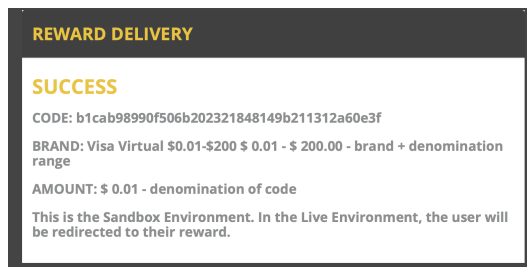 REWARD DELIVERY
SUCCESS
CODE: b1cab98990f506b202321848149b211312a60e3f
BRAND: Visa Virtual $0.01-$200 $ 0.01 - $ 200.00 - brand + denomination
range
AMOUNT: $ 0.01 - denomination of code
This is the Sandbox Environment. In the Live Environment, the user will
be redirected to their reward.